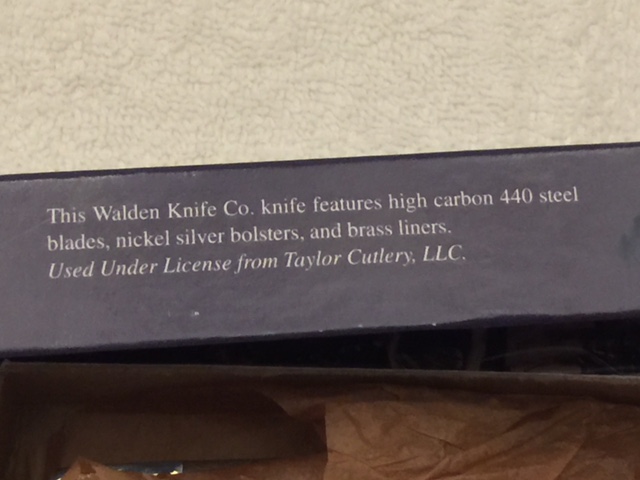 This Walden Knife Co. knife features high carbon 440 steel
blades, nickel silver bolsters, and brass liners.
Used Under License from Taylor Cutlery, LLC.